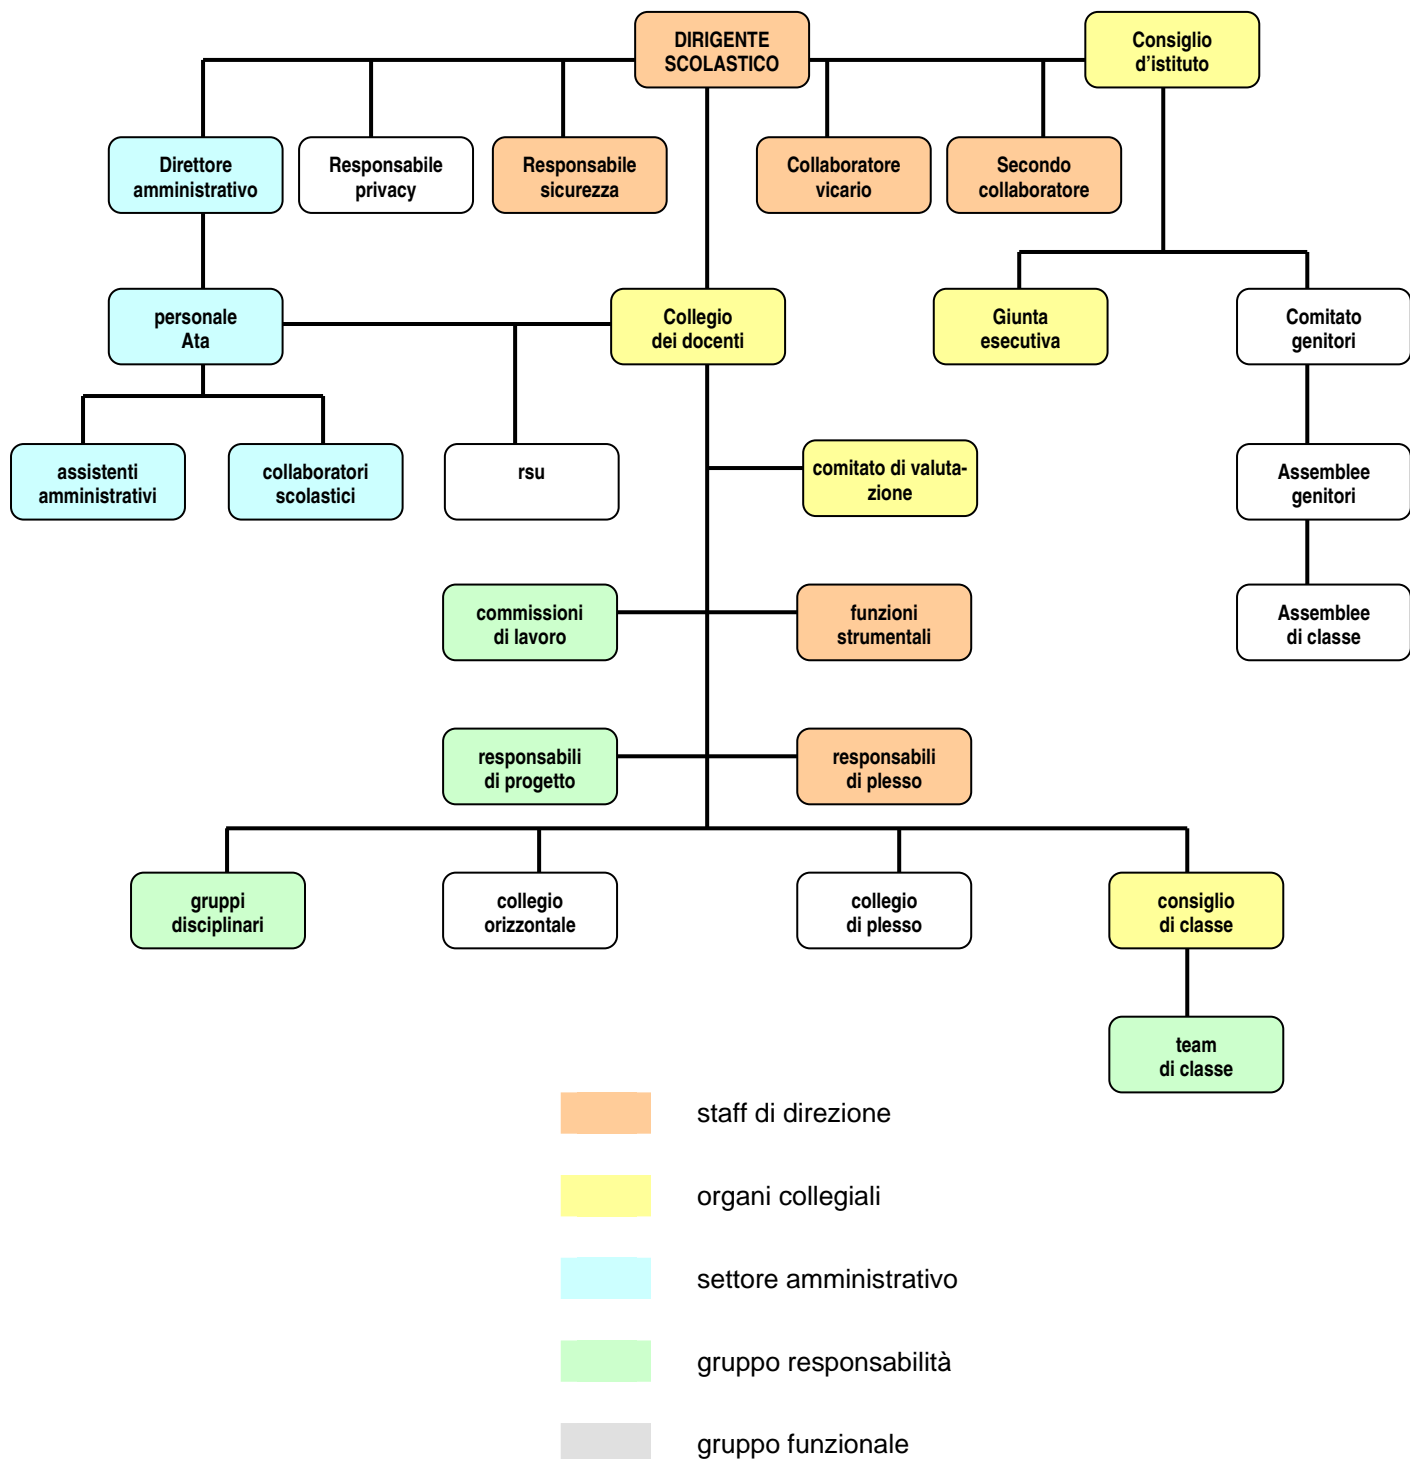 DIRIGENTE
SCOLASTICO
Consiglio
d'istituto
Direttore
amministrativo
Responsabile
privacy
Responsabile
sicurezza
Collaboratore
vicario
Secondo
collaboratore
personale
Ata
Collegio
dei docenti
Giunta
esecutiva
Comitato
genitori
assistenti
amministrativi
collaboratori
scolastici
rsu
comitato di valuta-
zione
Assemblee
genitori
commissioni
di lavoro
funzioni
strumentali
Assemblee
di classe
responsabili
di progetto
responsabili
di plesso
gruppi
disciplinari
collegio
orizzontale
collegio
di plesso
consiglio
di classe
team
di classe
staff di direzione
organi collegiali
settore amministrativo
gruppo responsabilità
gruppo funzionale